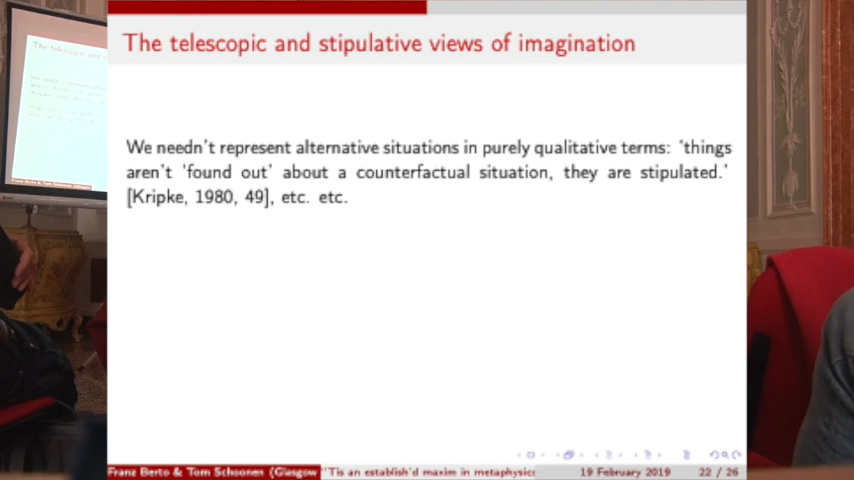 The telescopic and stipulative views of imagination
We needn't represent alternative situations in purely qualitative terms: 'things
aren't 'found out' about a counterfactual situation, they are stipulated.'
[Kripke, 1980, 49], etc. etc.
Franz Berto & Tom Schoonen (Glasgow
"Tis an establish'd maxim in metaphysics
19 February 2019
22 / 26